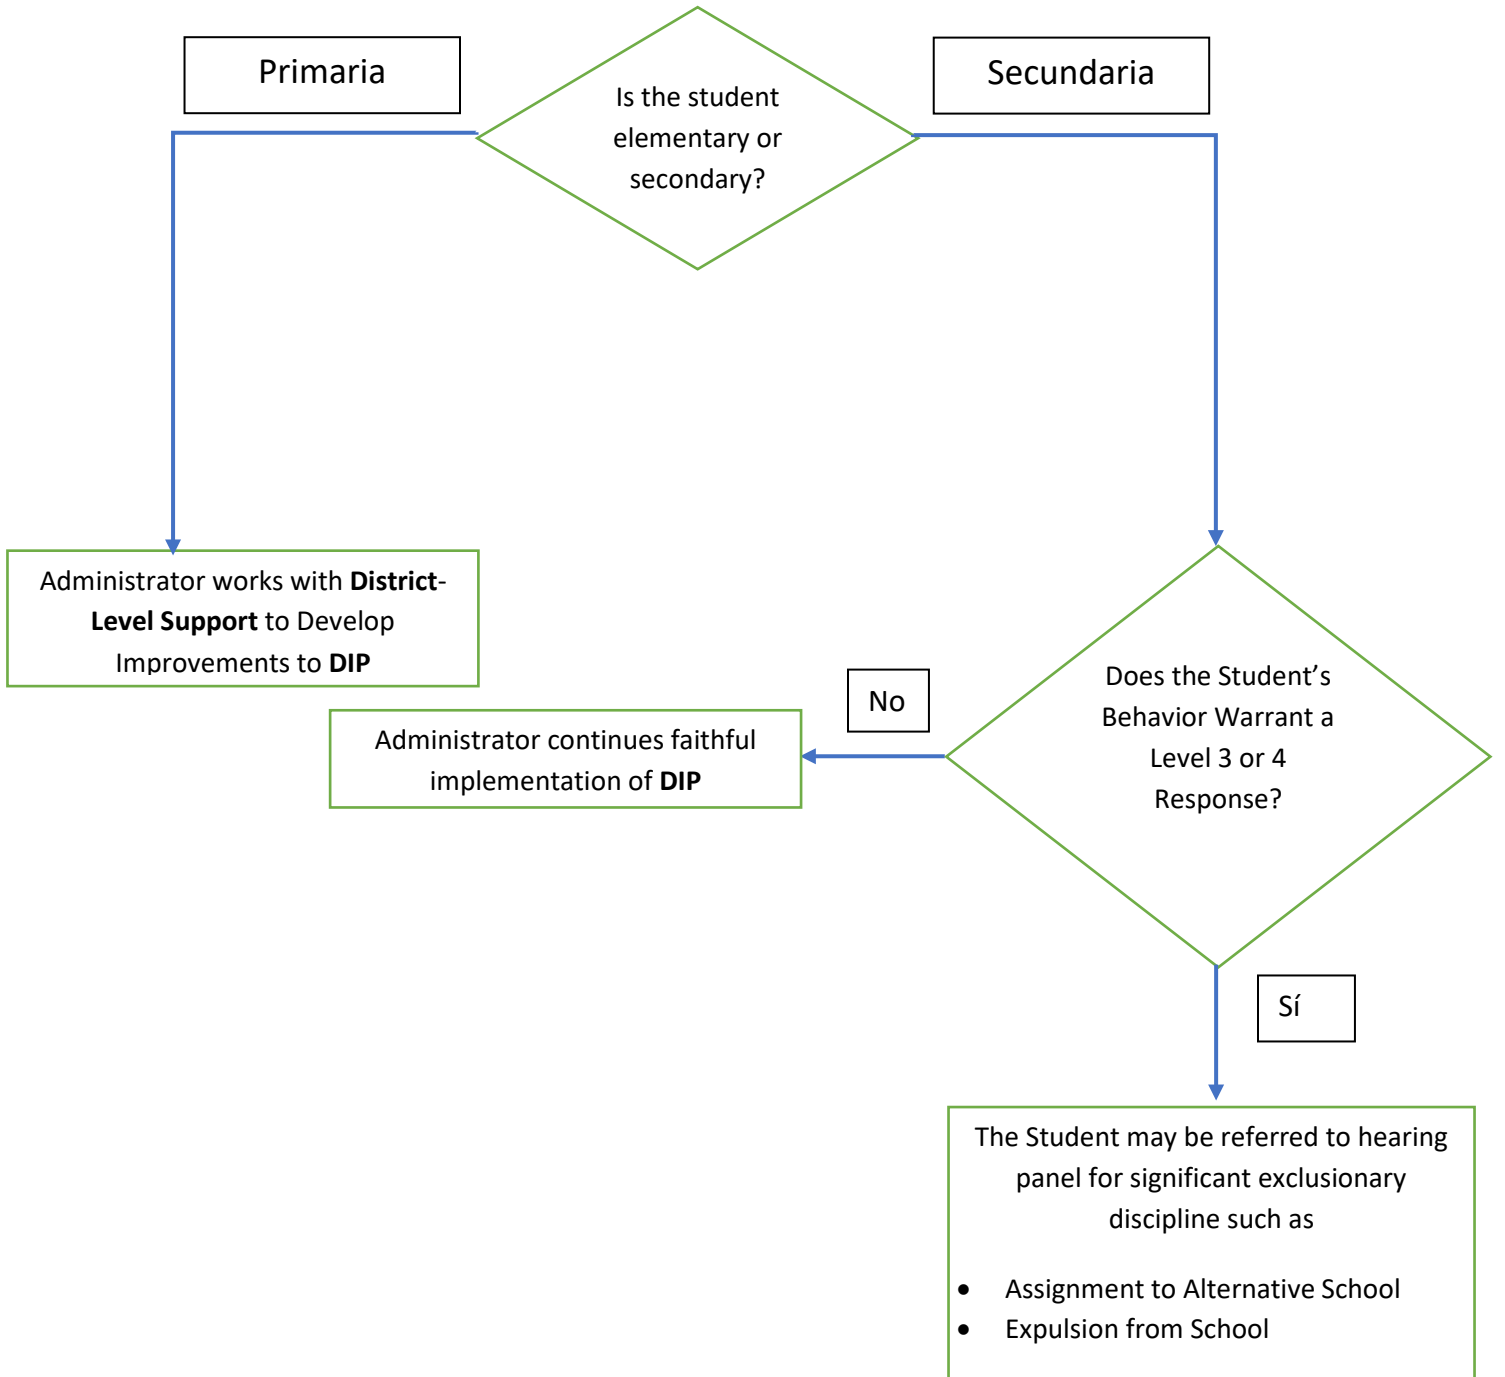 Primaria
Is the student
elementary or
secondary?
Secundaria
Administrator works with District-
Level Support to Develop
Improvements to DIP
No
Administrator continues faithful
implementation of DIP
Does the Student’s
Behavior Warrant a
Level 3 or 4
Response?
Sí
The Student may be referred to hearing
panel for significant exclusionary
discipline such as
• Assignment to Alternative School
• Expulsion from School